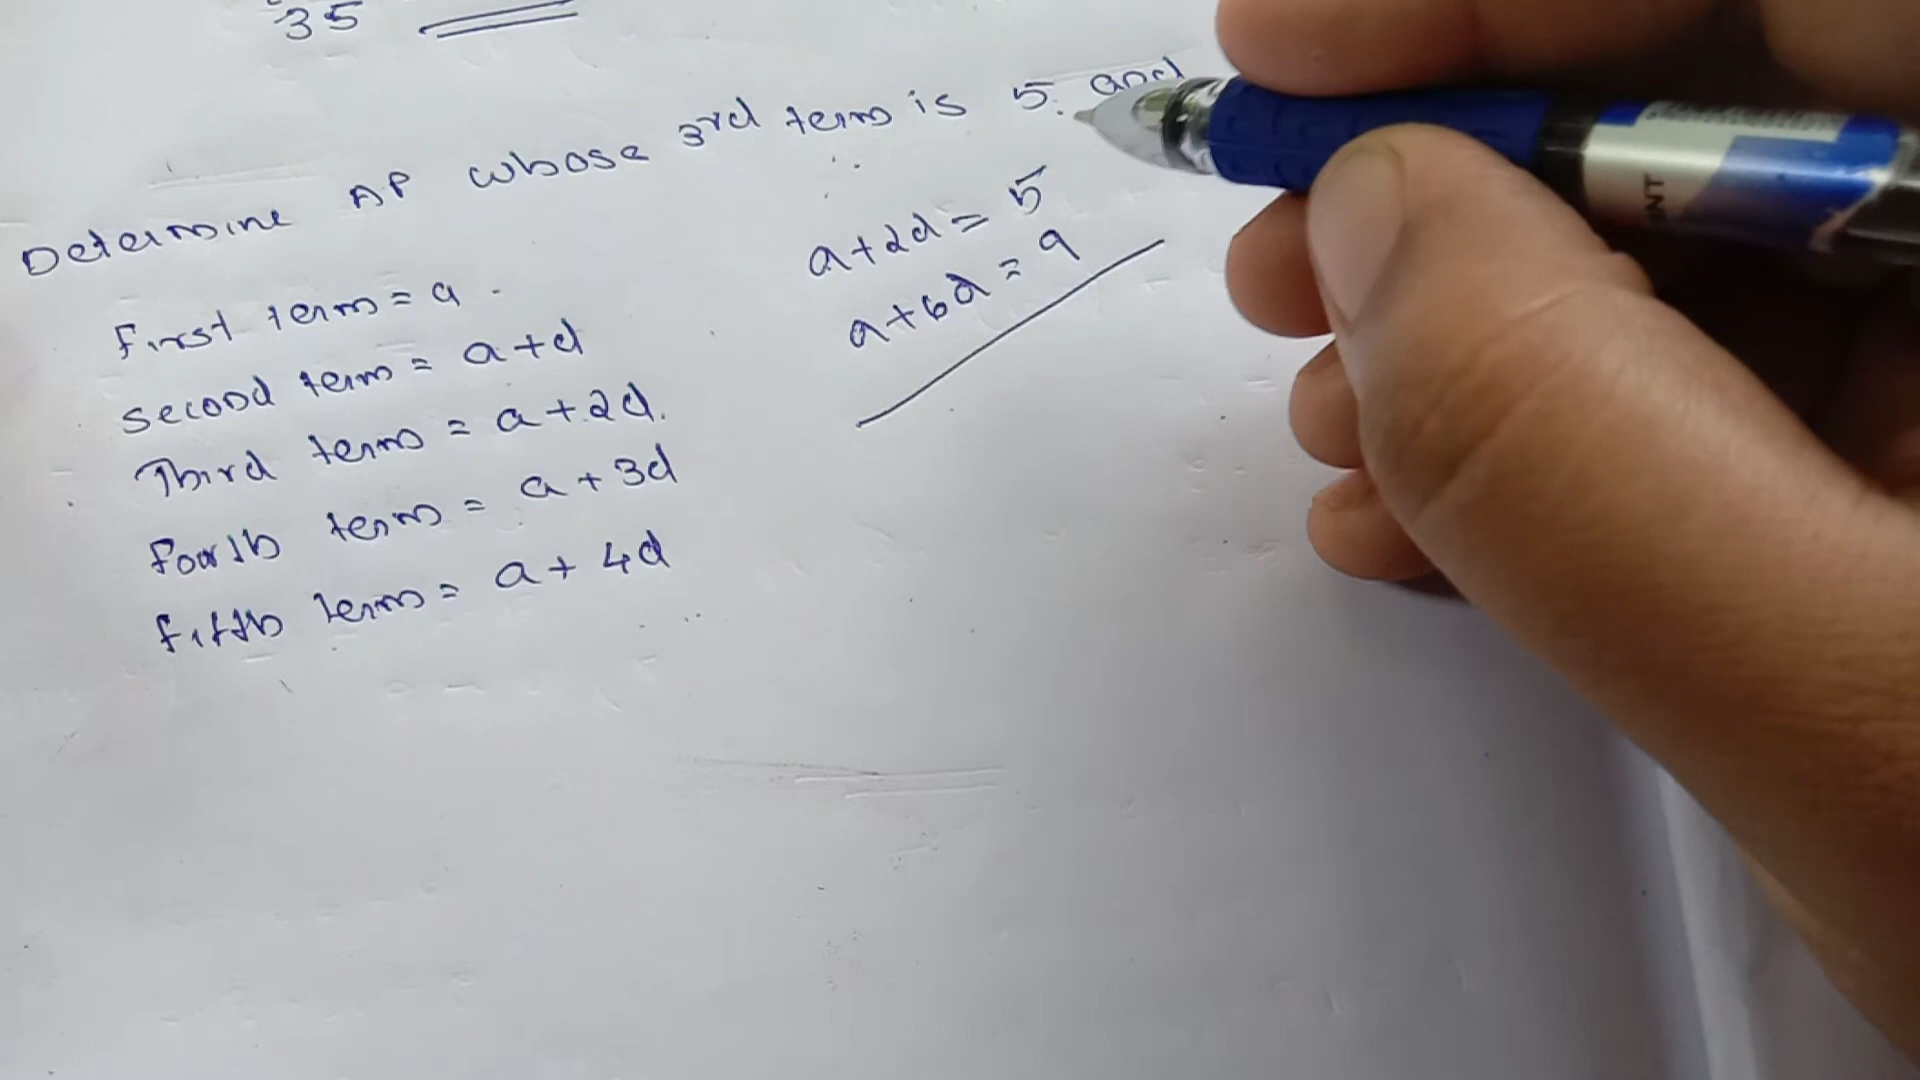 35
Determine AP whose 3rd term is 5. and
First term = a.
Second term = a+d
Third term = a+2d.
Fourth term = a+3d
Fifth term = a+4d
a+2d = 5
a+6d = 9